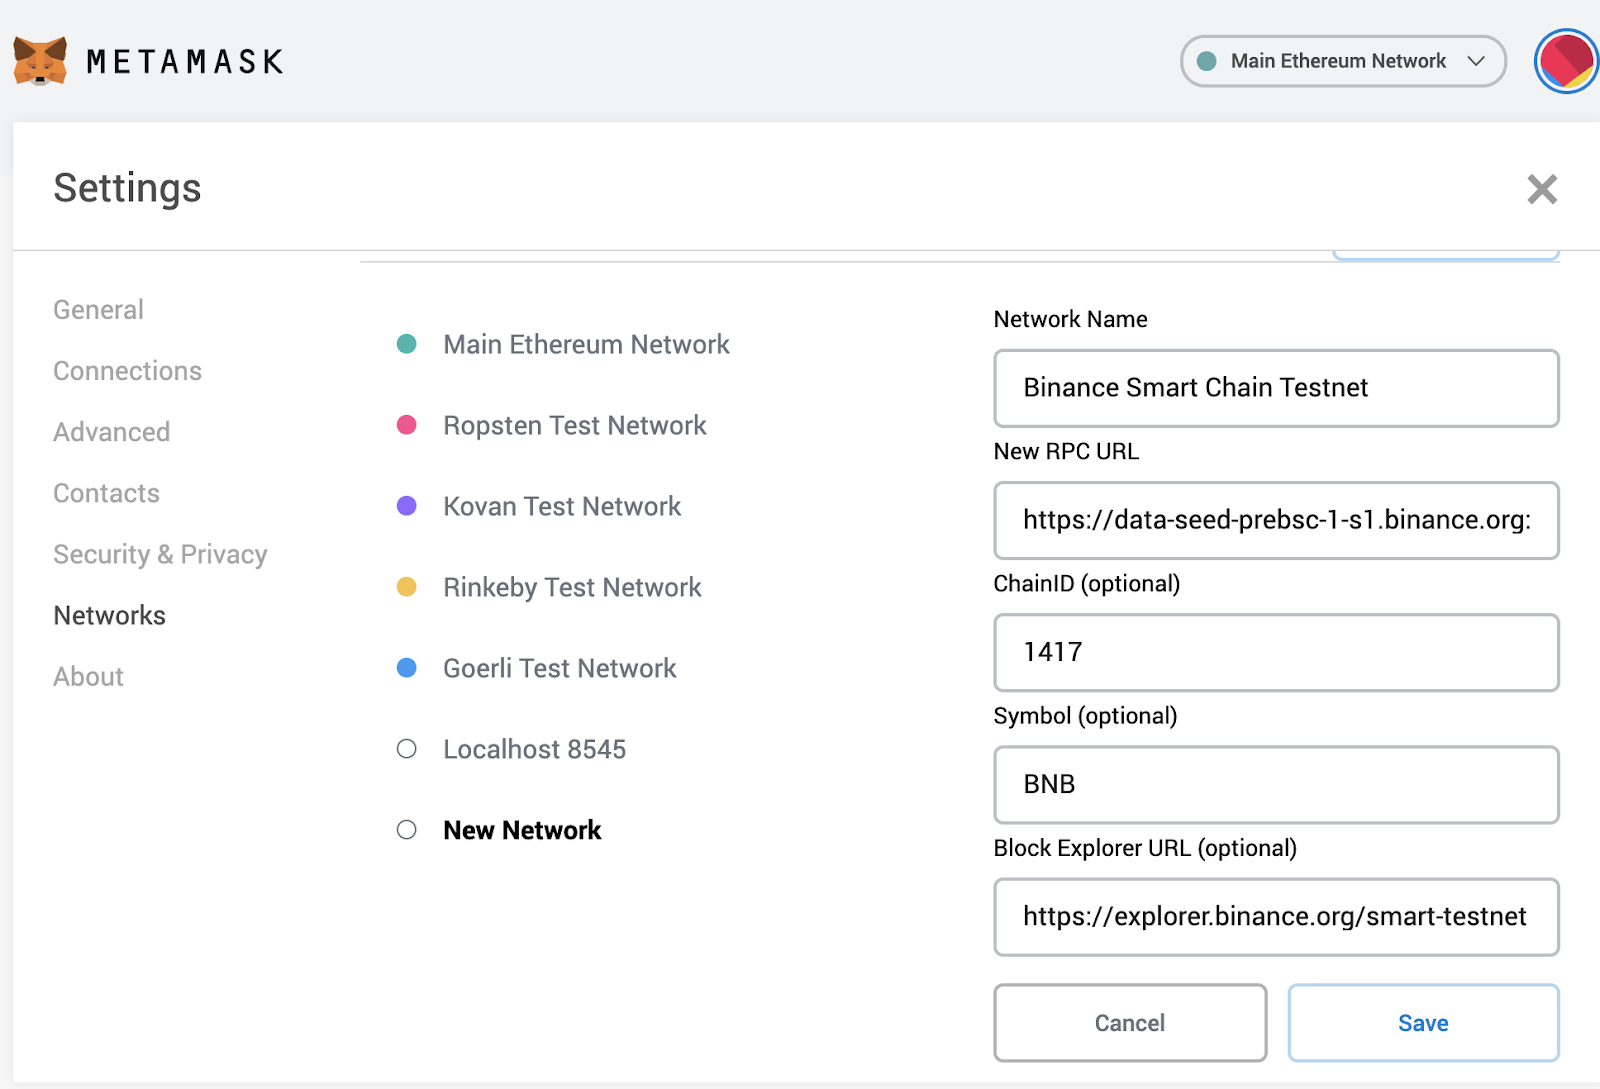 METAMASK
Main Ethereum Network
Settings
General
Connections
Advanced
Contacts
Security & Privacy
Networks
About
Main Ethereum Network
Ropsten Test Network
Kovan Test Network
Rinkeby Test Network
Goerli Test Network
Localhost 8545
New Network
Network Name
Binance Smart Chain Testnet
New RPC URL
https://data-seed-prebsc-1-s1.binance.org:
ChainID (optional)
1417
Symbol (optional)
BNB
Block Explorer URL (optional)
https://explorer.binance.org/smart-testnet
Cancel
Save